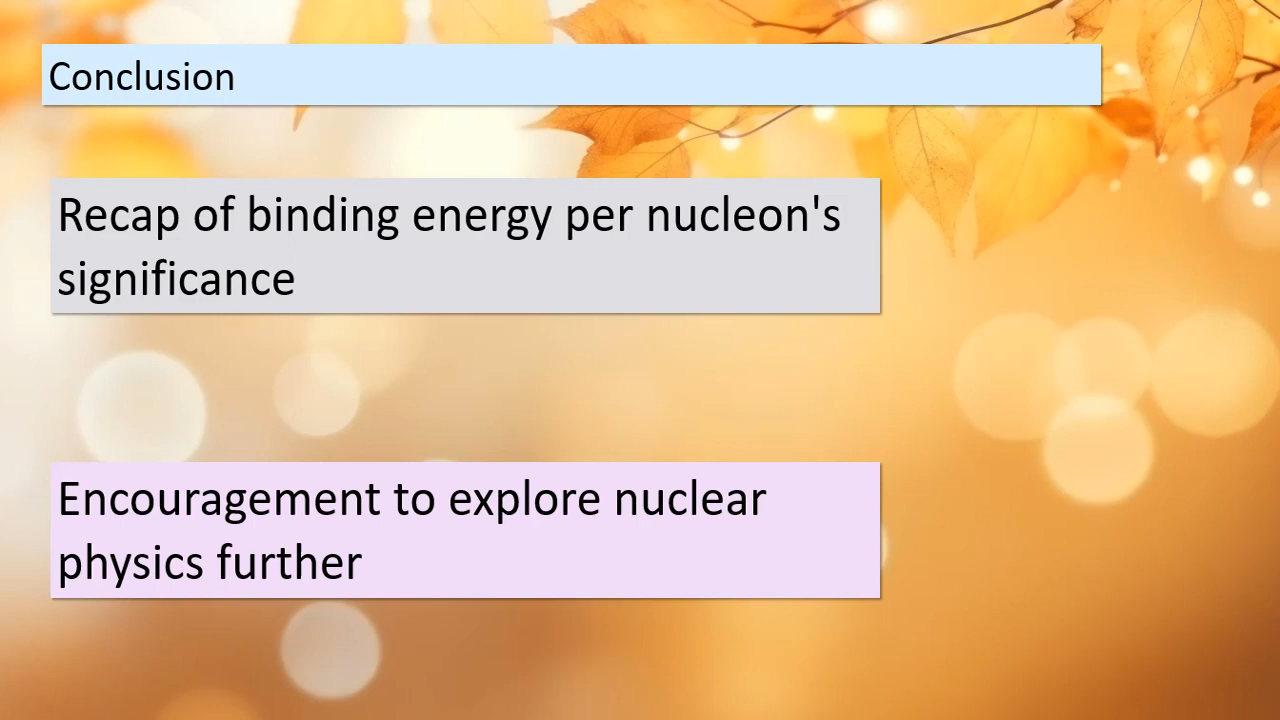 Conclusion
Recap of binding energy per nucleon's
significance
Encouragement to explore nuclear
physics further